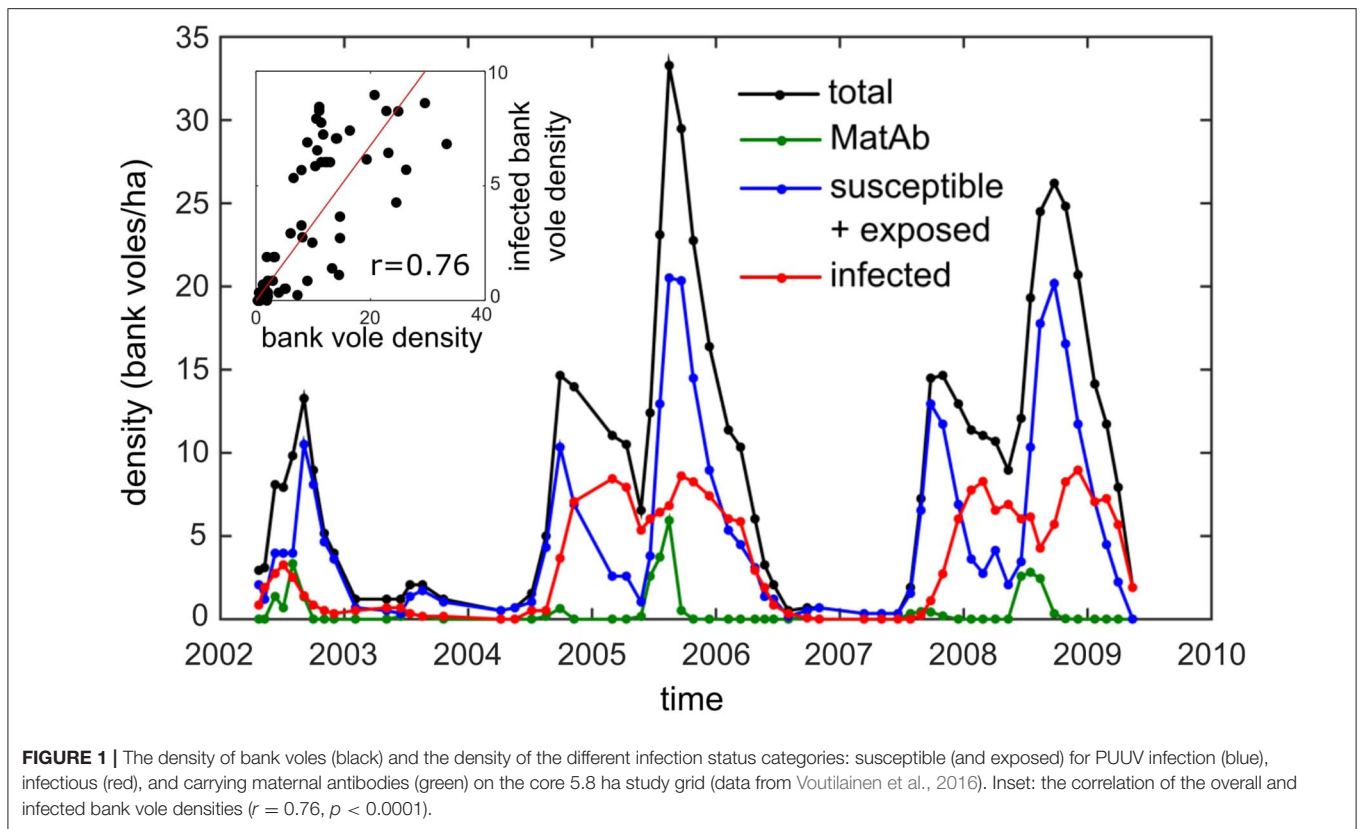 35
30
25
20
15
10
5
0
density (bank voles/ha)
2002
2003
2004
2005
2006
2007
2008
2009
2010
time
10
5
0
infected bank
vole density
r=0.76
0
20
40
bank vole density
total
MatAb
susceptible
+ exposed
infected
FIGURE 1 | The density of bank voles (black) and the density of the different infection status categories: susceptible (and exposed) for PUUV infection (blue),
infectious (red), and carrying maternal antibodies (green) on the core 5.8 ha study grid (data from Voutilainen et al., 2016). Inset: the correlation of the overall and
infected bank vole densities (r = 0.76, p < 0.0001).